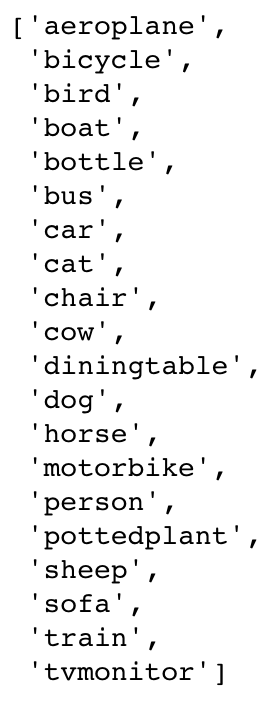 ['aeroplane',
'bicycle',
'bird',
'boat',
'bottle',
'bus',
'car',
'cat',
'chair',
'cow',
'diningtable',
'dog',
'horse',
'motorbike',
'person',
'pottedplant',
'sheep',
'sofa',
'train',
'tvmonitor']